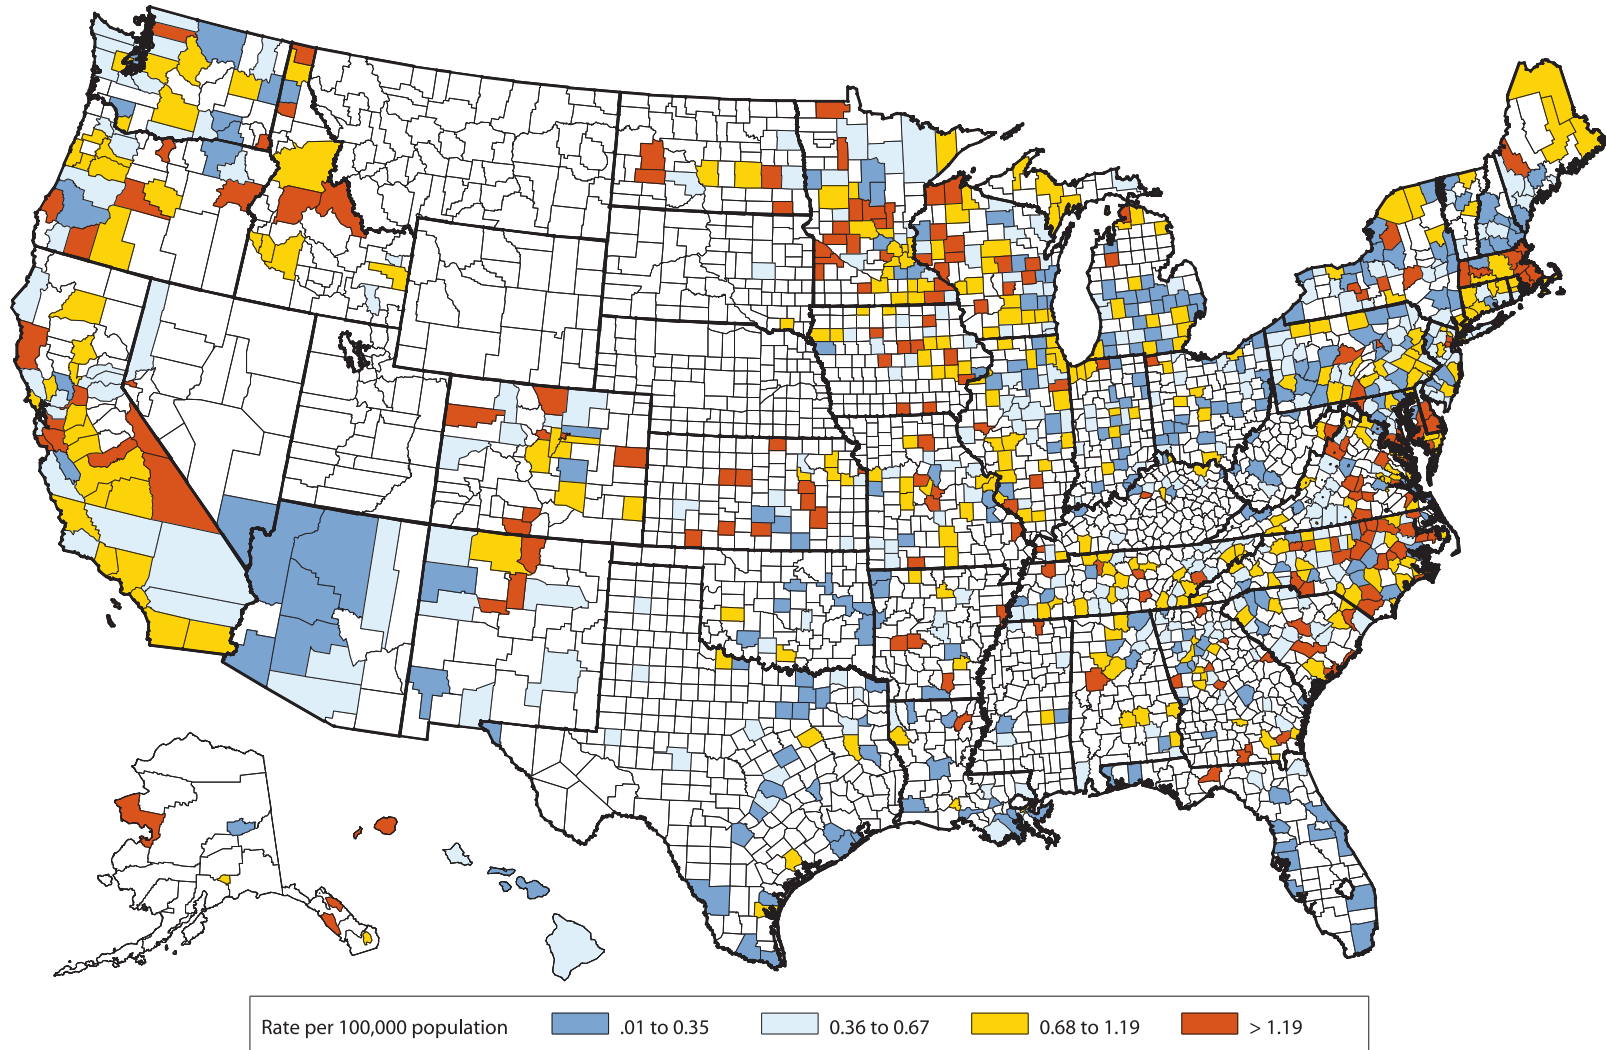 Rate per 100,000 population .01 to 0.35 0.36 to 0.67 0.68 to 1.19 > 1.19